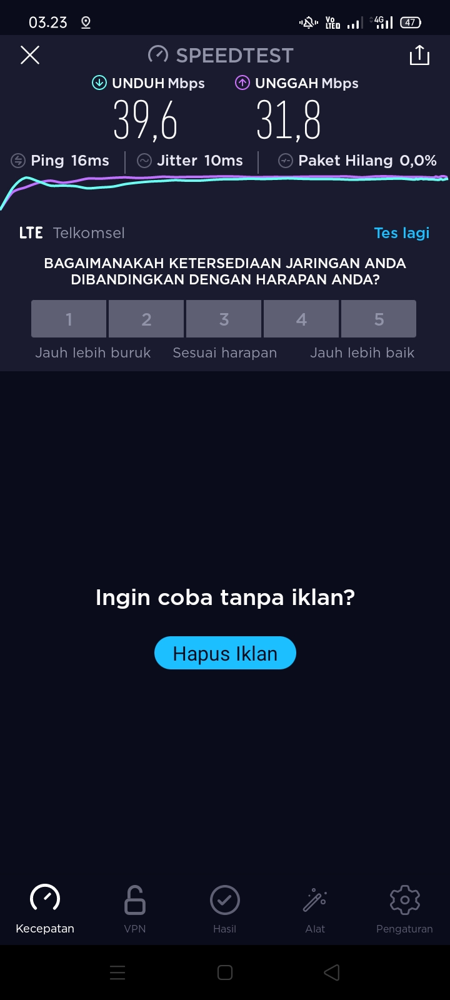 03.23
Vo LTE 4G 47
SPEEDTEST
UNDUH Mbps UNGGAH Mbps
39,6 31,8
Ping 16ms Jitter 10ms Paket Hilang 0,0%
LTE Telkomsel Tes lagi
BAGAIMANAKAH KETERSEDIAAN JARINGAN ANDA
DIBANDINGKAN DENGAN HARAPAN ANDA?
1 2 3 4 5
Jauh lebih buruk Sesuai harapan Jauh lebih baik
Ingin coba tanpa iklan?
Hapus Iklan
Kecepatan VPN Hasil Alat Pengaturan